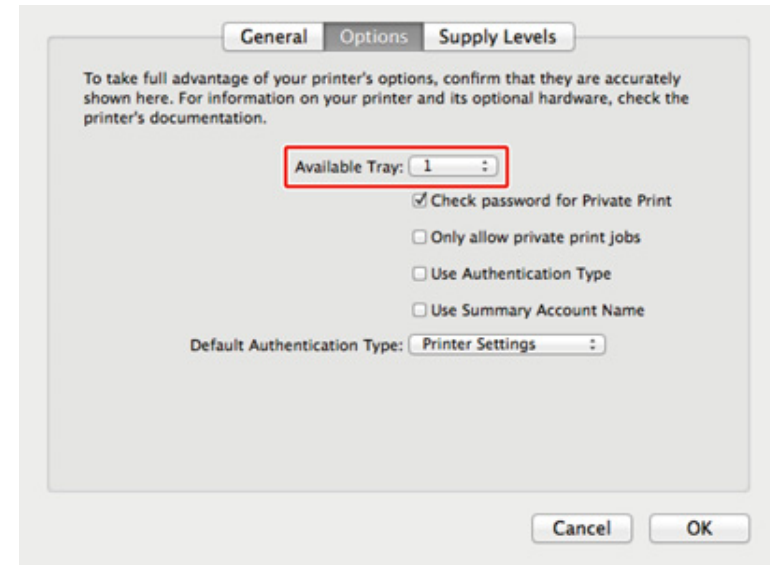 General Options Supply Levels
To take full advantage of your printer's options, confirm that they are accurately
shown here. For information on your printer and its optional hardware, check the
printer's documentation.
Available Tray: 1
Check password for Private Print
Only allow private print jobs
Use Authentication Type
Use Summary Account Name
Default Authentication Type: Printer Settings
Cancel OK